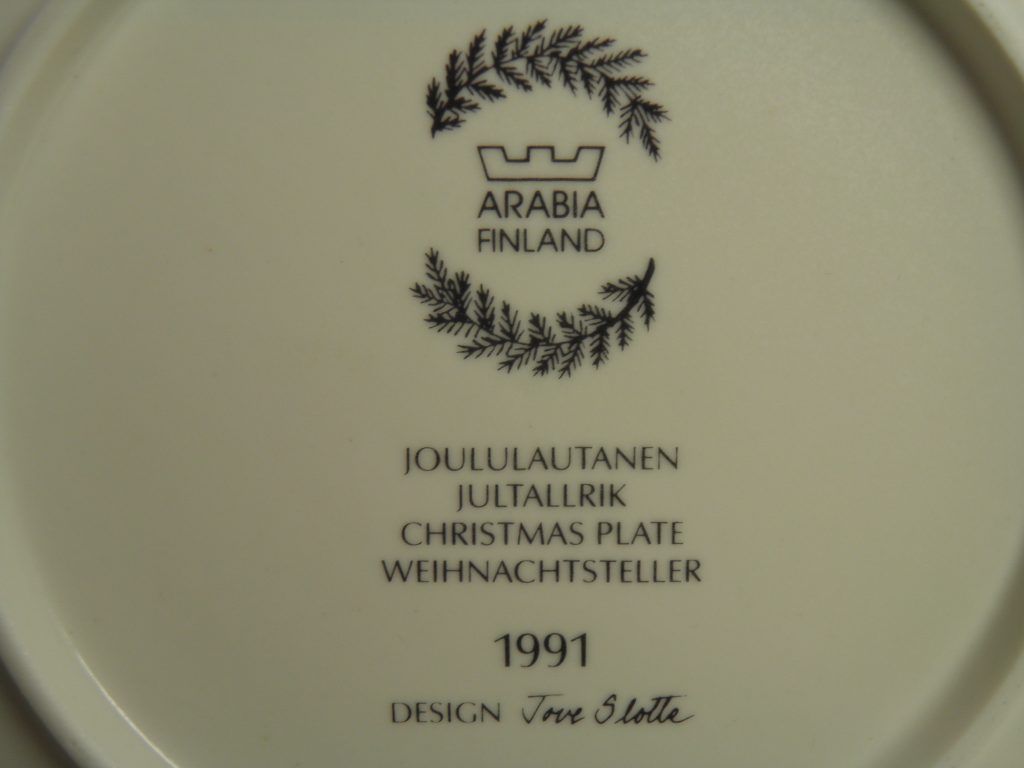 ARABIA
FINLAND
JOULULAUTANEN
JULTALLRIK
CHRISTMAS PLATE
WEIHNACHTSTELLER
1991
DESIGN Tove Slotte